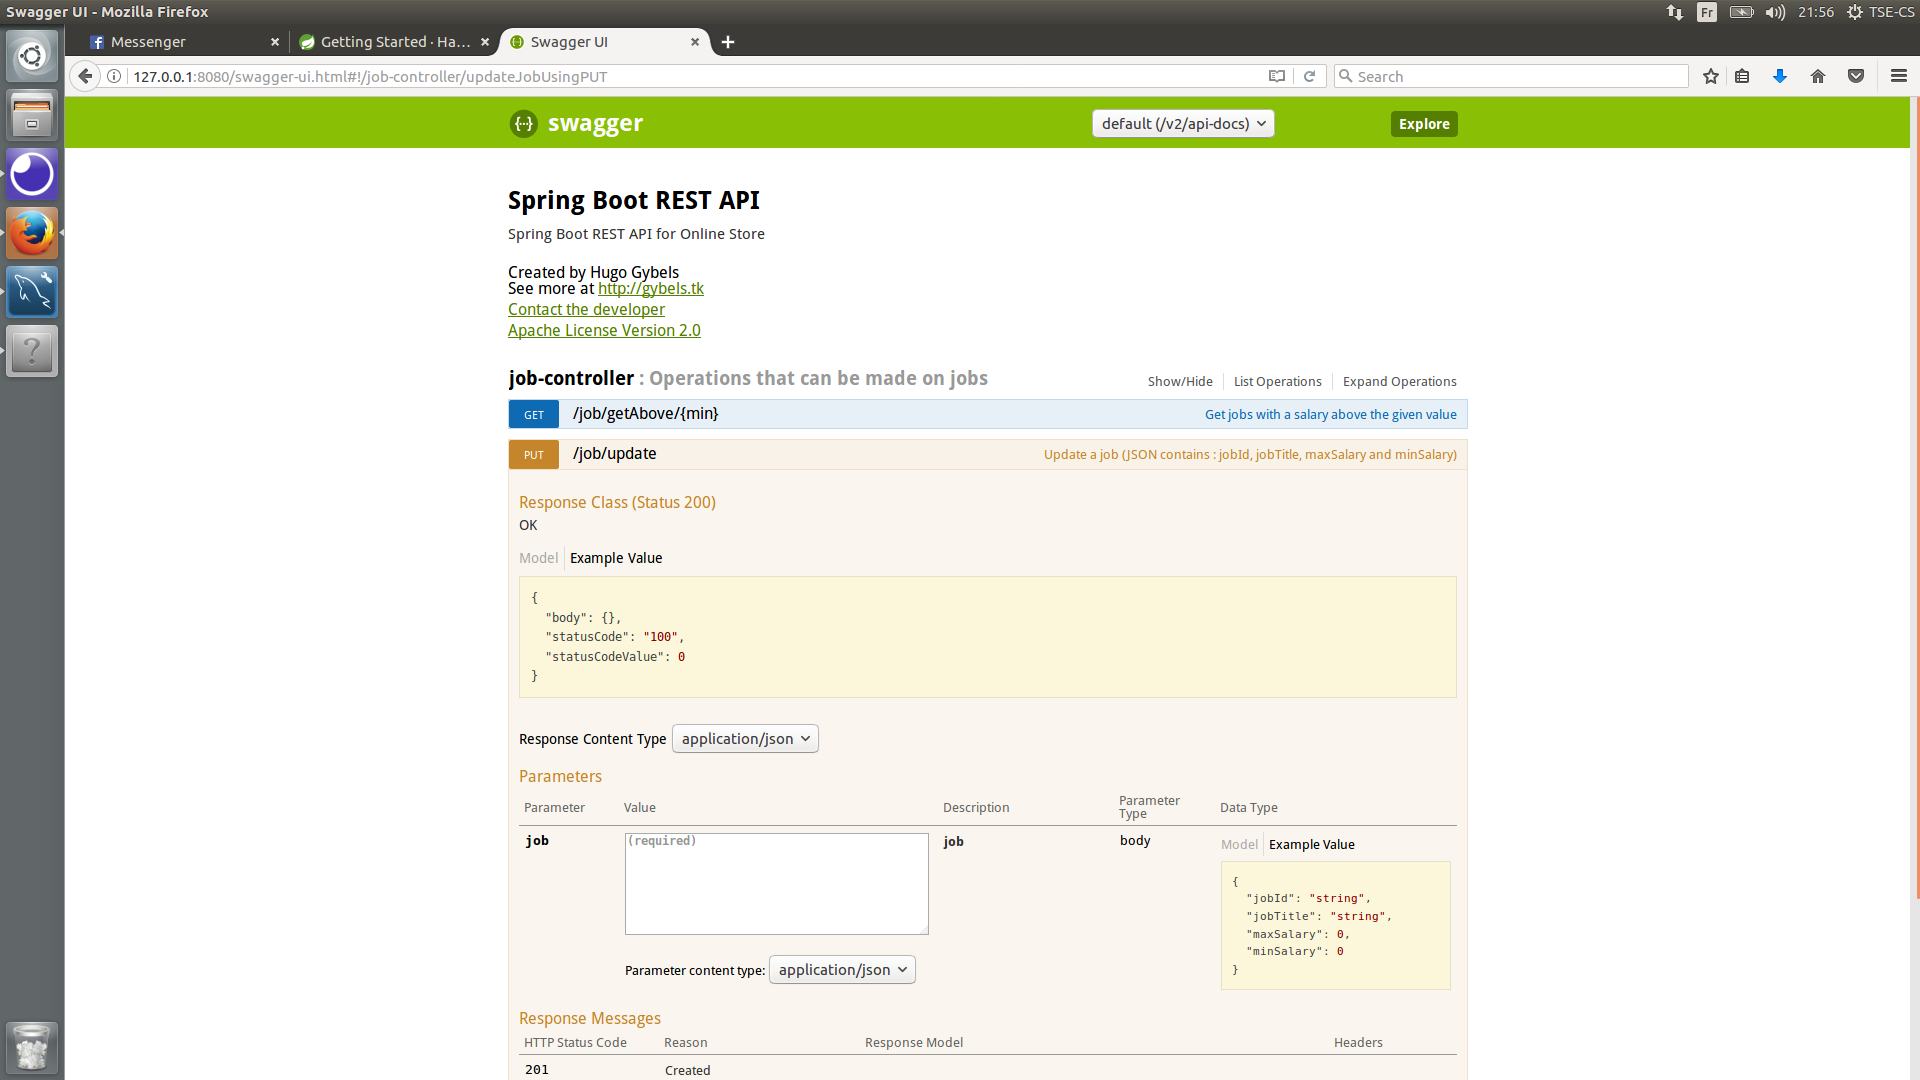 Swagger UI - Mozilla Firefox
Fr
21:56
TSE-CS
Messenger
Getting Started · Ha...
Swagger UI
127.0.0.1:8080/swagger-ui.html#!/job-controller/updateJobUsingPUT
Search
{···} swagger
default (/v2/api-docs)
Explore
Spring Boot REST API
Spring Boot REST API for Online Store
Created by Hugo Gybels
See more at http://gybels.tk
Contact the developer
Apache License Version 2.0
job-controller : Operations that can be made on jobs
Show/Hide
List Operations
Expand Operations
GET /job/getAbove/{min} Get jobs with a salary above the given value
PUT /job/update Update a job (JSON contains : jobId, jobTitle, maxSalary and minSalary)
Response Class (Status 200)
OK
Model Example Value
{
"body": {},
"statusCode": "100",
"statusCodeValue": 0
}
Response Content Type application/json
Parameters
Parameter Value Description Parameter Type Data Type
job (required) job body Model Example Value
{
"jobId": "string",
"jobTitle": "string",
"maxSalary": 0,
"minSalary": 0
}
Parameter content type: application/json
Response Messages
HTTP Status Code Reason Response Model Headers
201 Created